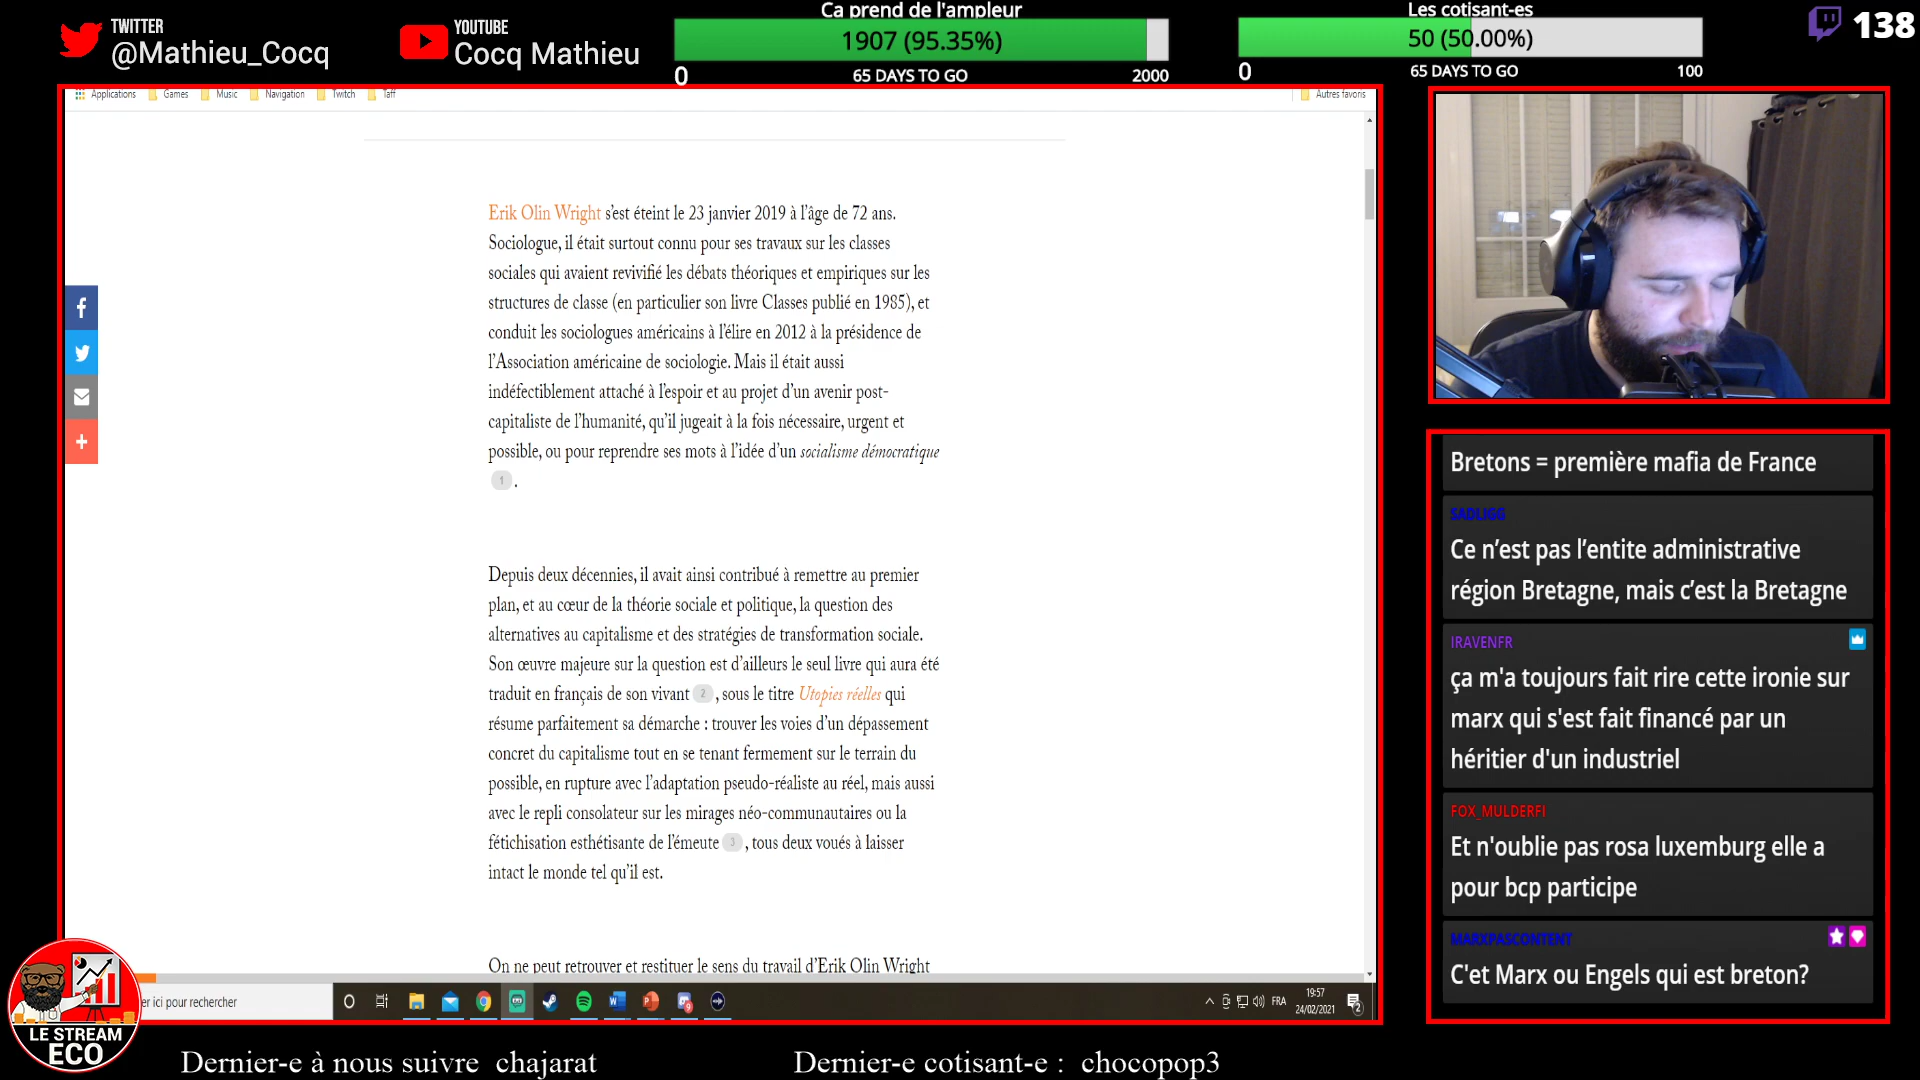 TWITTER
@Mathieu_Cocq
YOUTUBE
Cocq Mathieu
Ca prend de l'ampleur
1907 (95.35%)
0
65 DAYS TO GO
2000
Les cotisant-es
50 (50.00%)
0
65 DAYS TO GO
100
138
Applications
Games
Music
Navigation
Twitch
Taff
Autres favoris
Erik Olin Wright s'est éteint le 23 janvier 2019 à l'âge de 72 ans.
Sociologue, il était surtout connu pour ses travaux sur les classes
sociales qui avaient revivifié les débats théoriques et empiriques sur les
structures de classe (en particulier son livre Classes publié en 1985), et
conduit les sociologues américains à l'élire en 2012 à la présidence de
l'Association américaine de sociologie. Mais il était aussi
indéfectiblement attaché à l'espoir et au projet d'un avenir post-
capitaliste de l'humanité, qu'il jugeait à la fois nécessaire, urgent et
possible, ou pour reprendre ses mots à l'idée d'un socialisme démocratique
1 .
Depuis deux décennies, il avait ainsi contribué à remettre au premier
plan, et au cœur de la théorie sociale et politique, la question des
alternatives au capitalisme et des stratégies de transformation sociale.
Son œuvre majeure sur la question est d'ailleurs le seul livre qui aura été
traduit en français de son vivant 2 , sous le titre Utopies réelles qui
résume parfaitement sa démarche : trouver les voies d'un dépassement
concret du capitalisme tout en se tenant fermement sur le terrain du
possible, en rupture avec l'adaptation pseudo-réaliste au réel, mais aussi
avec le repli consolateur sur les mirages néo-communautaires ou la
fétichisation esthétisante de l'émeute 3 , tous deux voués à laisser
intact le monde tel qu'il est.
On ne peut retrouver et restituer le sens du travail d'Erik Olin Wright
Bretons = première mafia de France
SADLIGG
Ce n'est pas l'entite administrative
région Bretagne, mais c'est la Bretagne
IRAVENFR
ça m'a toujours fait rire cette ironie sur
marx qui s'est fait financé par un
héritier d'un industriel
FOX_MULDERFI
Et n'oublie pas rosa luxemburg elle a
pour bcp participe
MARXPASCONTENT
C'et Marx ou Engels qui est breton?
er ici pour rechercher
FRA
19:57
24/02/2021
2
LE STREAM
ECO
Dernier-e à nous suivre chajarat
Dernier-e cotisant-e : chocopop3